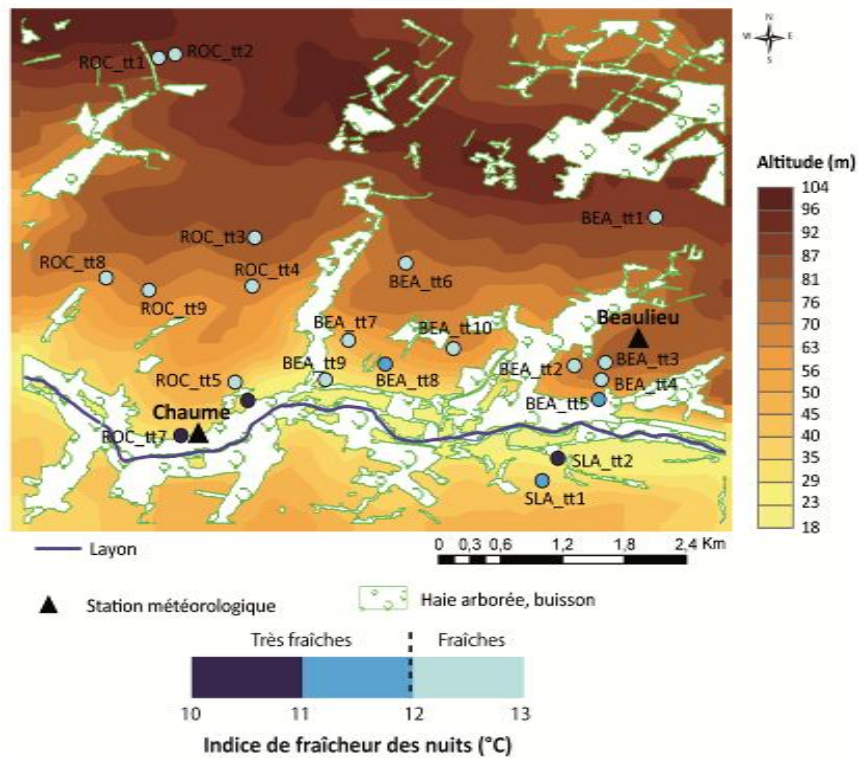 N
W E
S
ROC_tt1 ROC_tt2
Altitude (m)
104
96
92
87
81
76
70
63
56
50
45
40
35
29
23
18
BEA_tt1
ROC_tt3
ROC_tt8
ROC_tt4
ROC_tt9
BEA_tt6
Beaulieu
BEA_tt7
BEA_tt10
BEA_tt9
BEA_tt8
BEA_tt2
BEA_tt3
BEA_tt4
BEA_tt5
ROC_tt5
Chaume
ROC_tt7
SLA_tt2
SLA_tt1
Layon
0 0,3 0,6 1,2 1,8 2,4 Km
Station météorologique
Haie arborée, buisson
Très fraîches Fraîches
10 11 12 13
Indice de fraîcheur des nuits (°C)